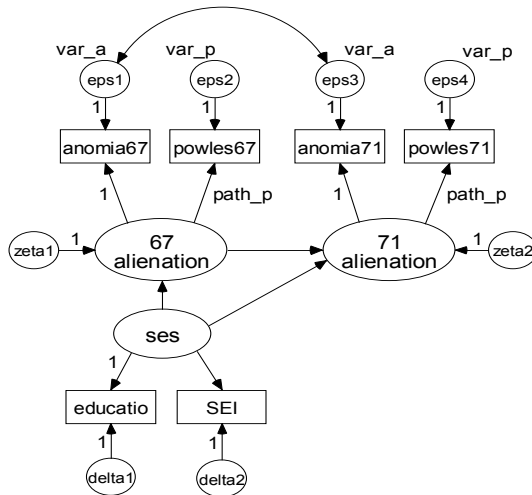 var_a var_p var_a var_p
eps1 eps2 eps3 eps4
1 1 1 1
anomia67 powles67 anomia71 powles71
1 path_p 1 path_p
zeta1 1 67 alienation 71 alienation 1 zeta2
ses
1
educatio SEI
1 1
delta1 delta2